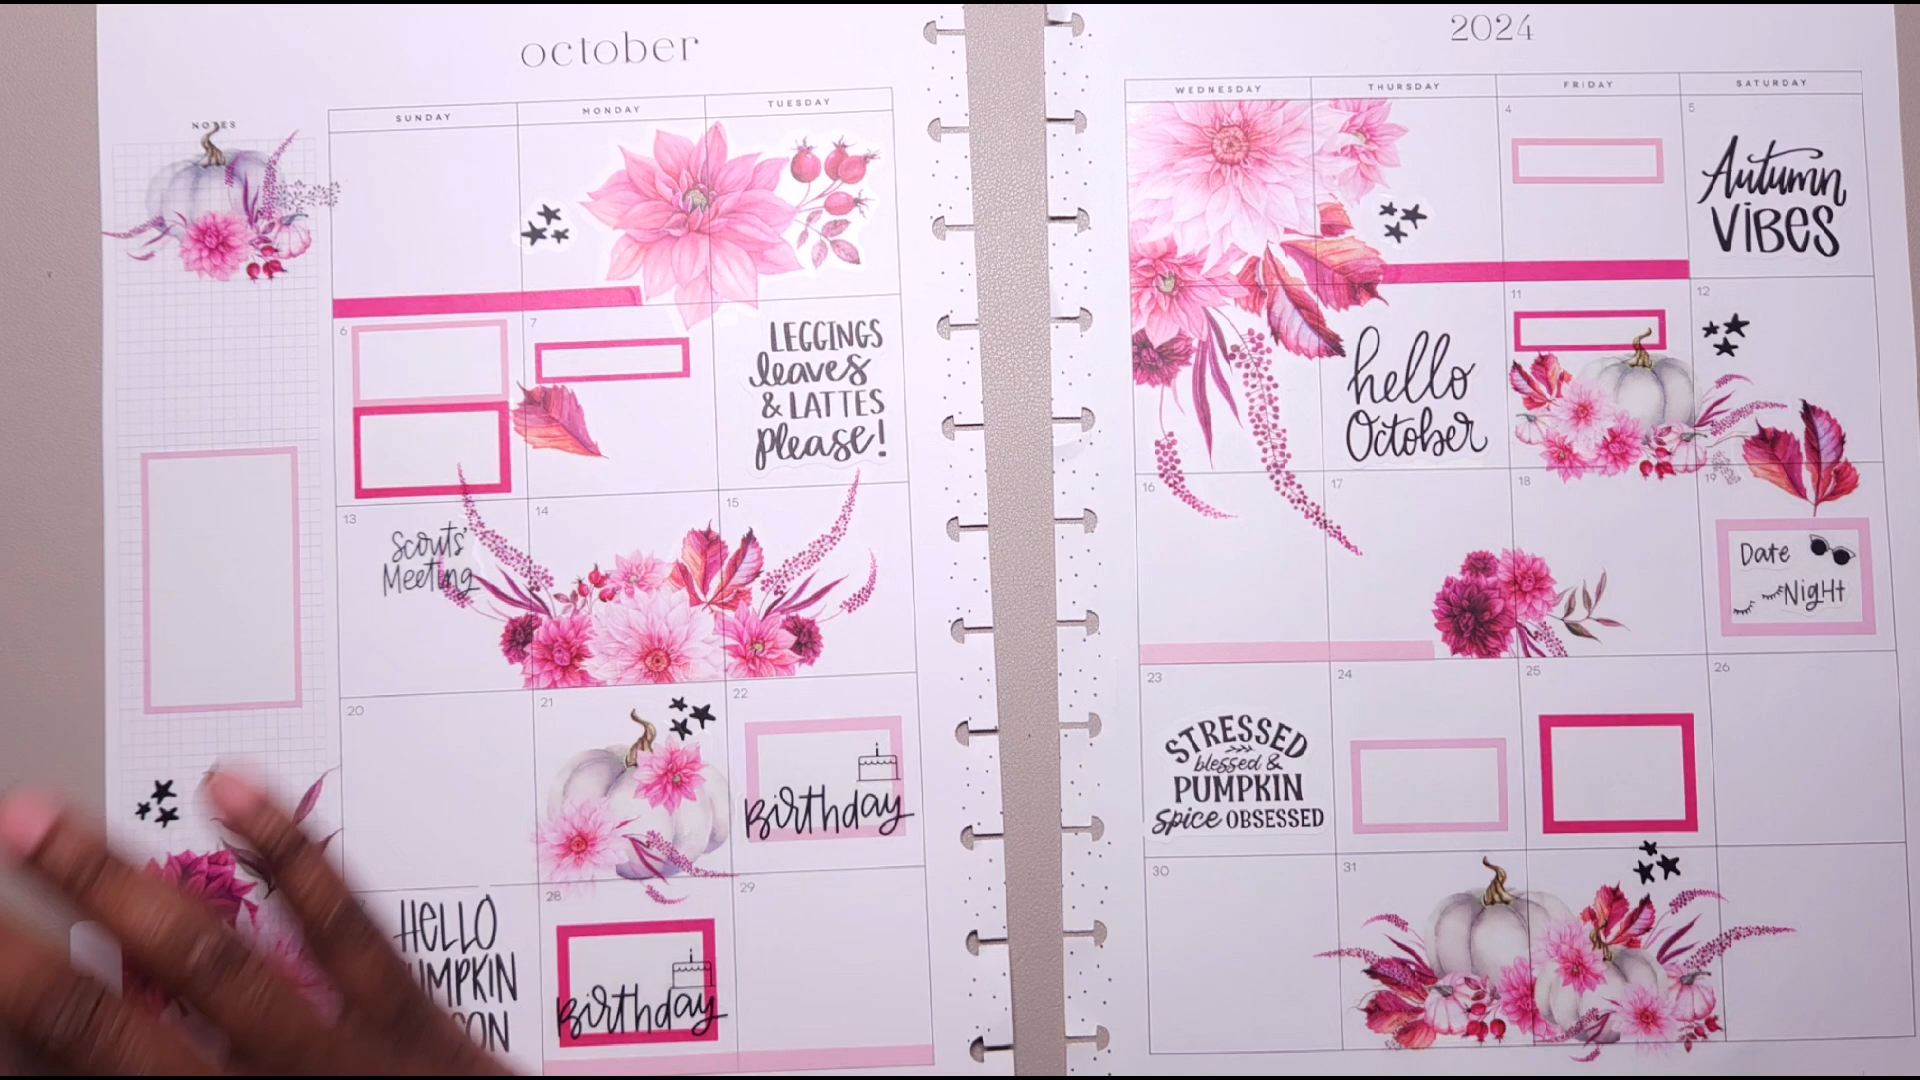 october
2024
NOTES
SUNDAY
MONDAY
TUESDAY
WEDNESDAY
THURSDAY
FRIDAY
SATURDAY
4
5
Autumn
VIBES
6
7
LEGGINGS
leaves
& LATTES
please!
hello
October
11
12
13
Scouts'
Meeting
14
15
16
17
18
19
Date
Night
20
21
22
Birthday
23
STRESSED
blessed &
PUMPKIN
spice OBSESSED
24
25
26
HELLO
28
Birthday
29
30
31